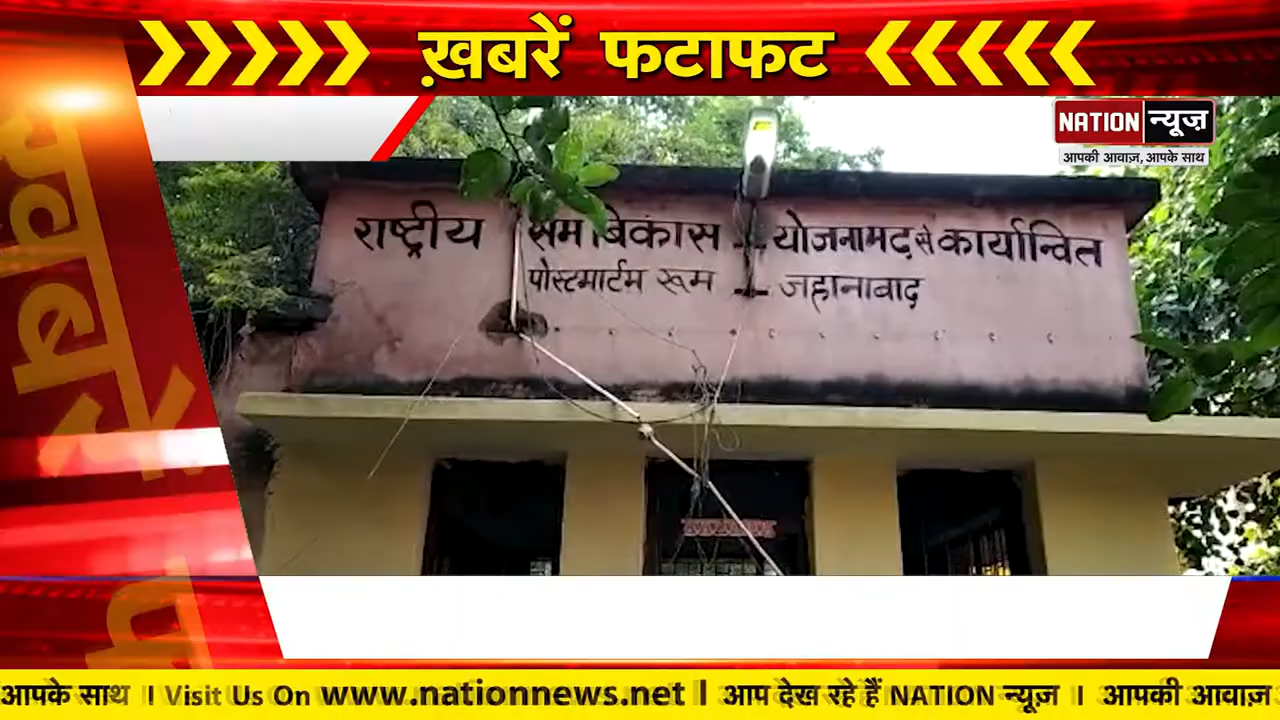 ख़बरें फटाफट
NATION न्यूज़
आपकी आवाज़, आपके साथ
राष्ट्रीय सम विकास - योजनामद से कार्यान्वित
पोस्टमार्टम रूम - जहानाबाद
आपके साथ । Visit Us On www.nationnews.net । आप देख रहे हैं NATION न्यूज़ । आपकी आवाज़